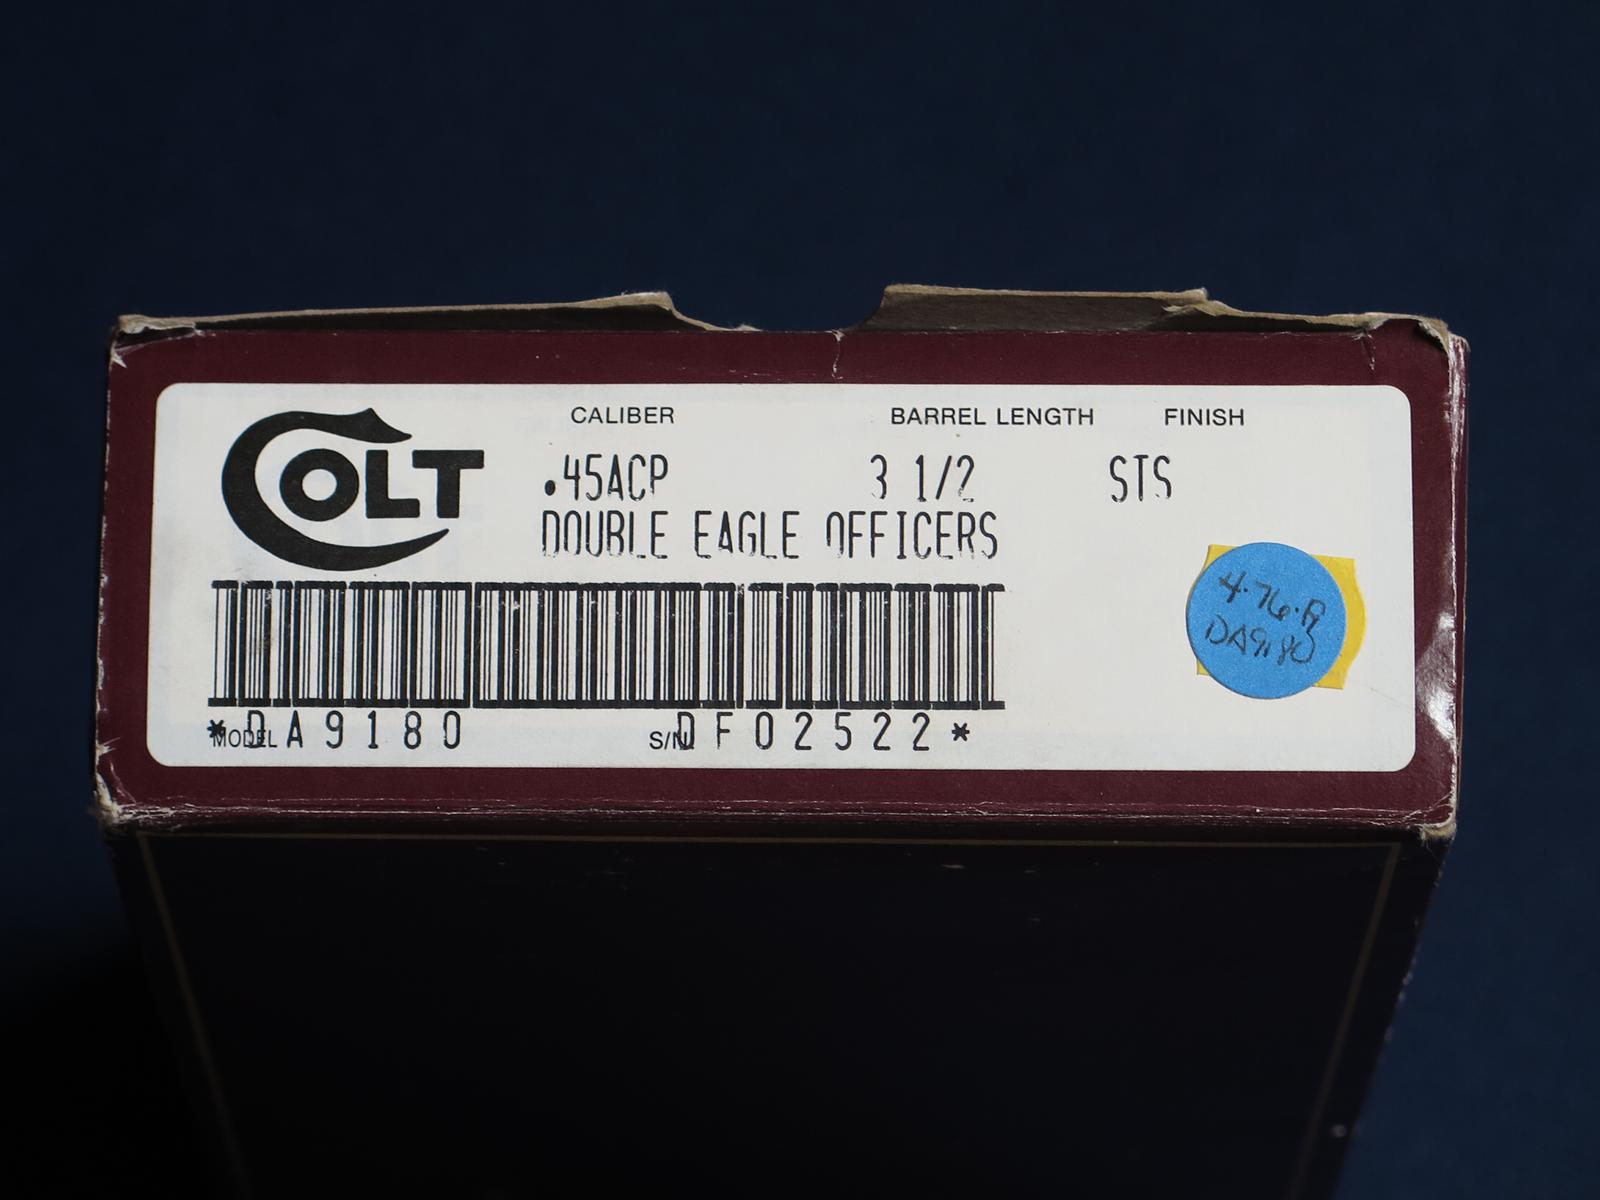 COLT
CALIBER BARREL LENGTH FINISH
.45ACP 3 1/2 STS
DOUBLE EAGLE OFFICERS
*DA9180 DF02522*
MODEL S/N
4.76.A
DA9180